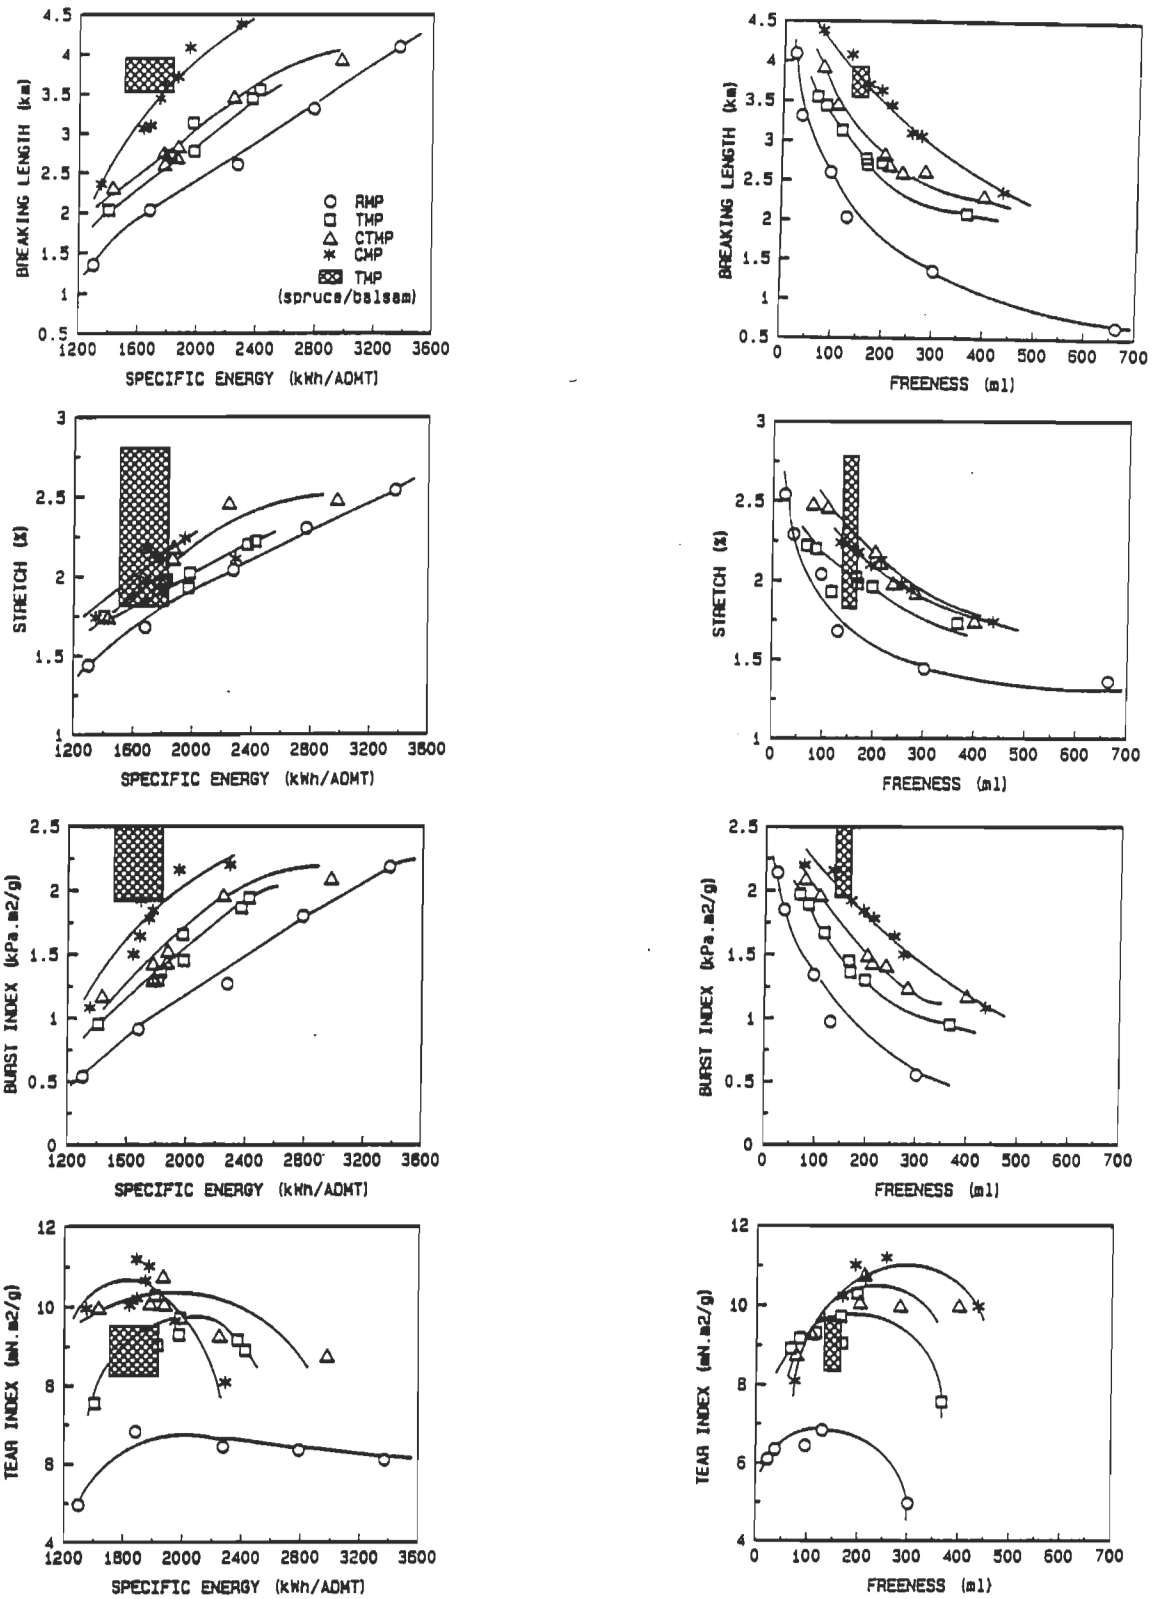 4.5
4
3.5
3
2.5
2
1.5
1
0.5
BREAKING LENGTH (km)
RMP
TMP
CTMP
CMP
TMP
(spruce/balsam)
1200 1600 2000 2400 2800 3200 3600
SPECIFIC ENERGY (kWh/ADMT)
4.5
4
3.5
3
2.5
2
1.5
1
0.5
BREAKING LENGTH (km)
0 100 200 300 400 500 600 700
FREENESS (ml)
3
2.5
2
1.5
1
STRETCH (%)
1200 1600 2000 2400 2800 3200 3600
SPECIFIC ENERGY (kWh/ADMT)
3
2.5
2
1.5
1
STRETCH (%)
0 100 200 300 400 500 600 700
FREENESS (ml)
2.5
2
1.5
1
0.5
0
BURST INDEX (kPa.m2/g)
1200 1600 2000 2400 2800 3200 3600
SPECIFIC ENERGY (kWh/ADMT)
2.5
2
1.5
1
0.5
0
BURST INDEX (kPa.m2/g)
0 100 200 300 400 500 600 700
FREENESS (ml)
12
10
8
6
4
TEAR INDEX (mN.m2/g)
1200 1600 2000 2400 2800 3200 3600
SPECIFIC ENERGY (kWh/ADMT)
12
10
8
6
4
TEAR INDEX (mN.m2/g)
0 100 200 300 400 500 600 700
FREENESS (ml)